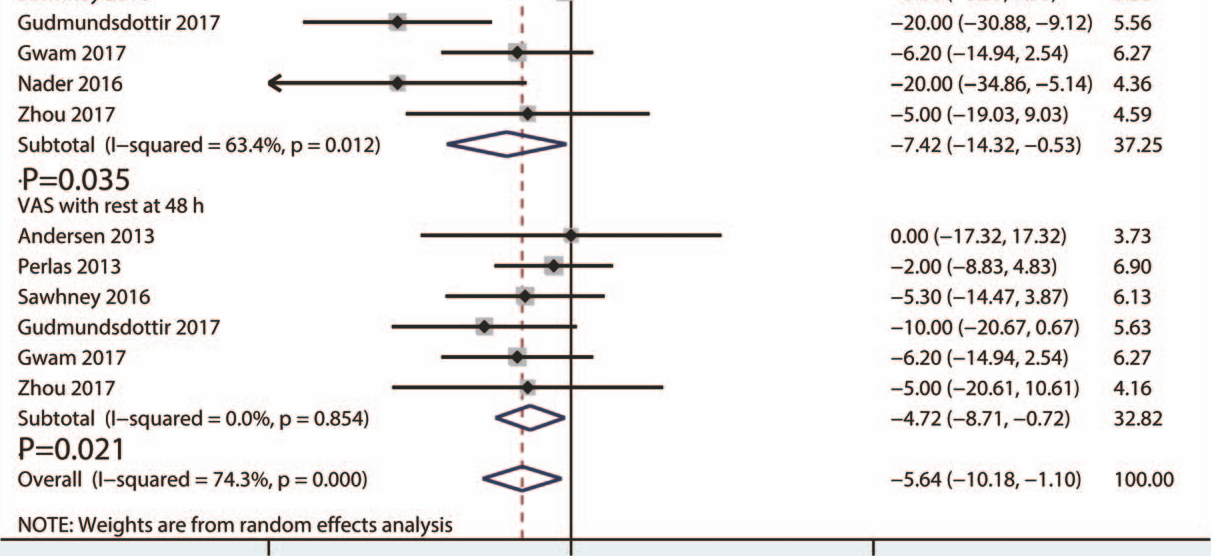 Gudmundsdottir 2017 −20.00 (−30.88, −9.12) 5.56
Gwam 2017 −6.20 (−14.94, 2.54) 6.27
Nader 2016 −20.00 (−34.86, −5.14) 4.36
Zhou 2017 −5.00 (−19.03, 9.03) 4.59
Subtotal (I−squared = 63.4%, p = 0.012) −7.42 (−14.32, −0.53) 37.25
.P=0.035
VAS with rest at 48 h
Andersen 2013 0.00 (−17.32, 17.32) 3.73
Perlas 2013 −2.00 (−8.83, 4.83) 6.90
Sawhney 2016 −5.30 (−14.47, 3.87) 6.13
Gudmundsdottir 2017 −10.00 (−20.67, 0.67) 5.63
Gwam 2017 −6.20 (−14.94, 2.54) 6.27
Zhou 2017 −5.00 (−20.61, 10.61) 4.16
Subtotal (I−squared = 0.0%, p = 0.854) −4.72 (−8.71, −0.72) 32.82
P=0.021
Overall (I−squared = 74.3%, p = 0.000) −5.64 (−10.18, −1.10) 100.00
NOTE: Weights are from random effects analysis